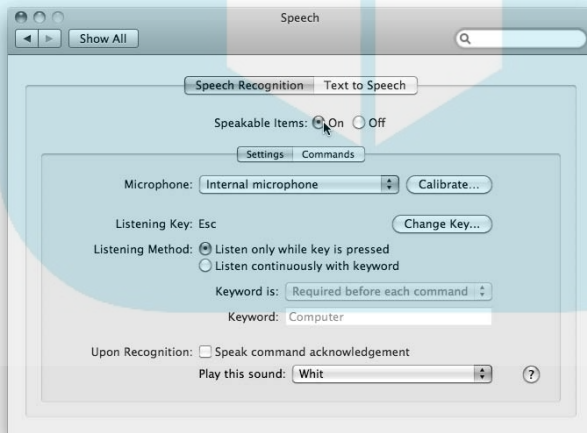 Speech
Show All
Speech Recognition Text to Speech
Speakable Items: On Off
Settings Commands
Microphone: Internal microphone Calibrate...
Listening Key: Esc Change Key...
Listening Method: Listen only while key is pressed
Listen continuously with keyword
Keyword is: Required before each command
Keyword: Computer
Upon Recognition: Speak command acknowledgement
Play this sound: Whit ?